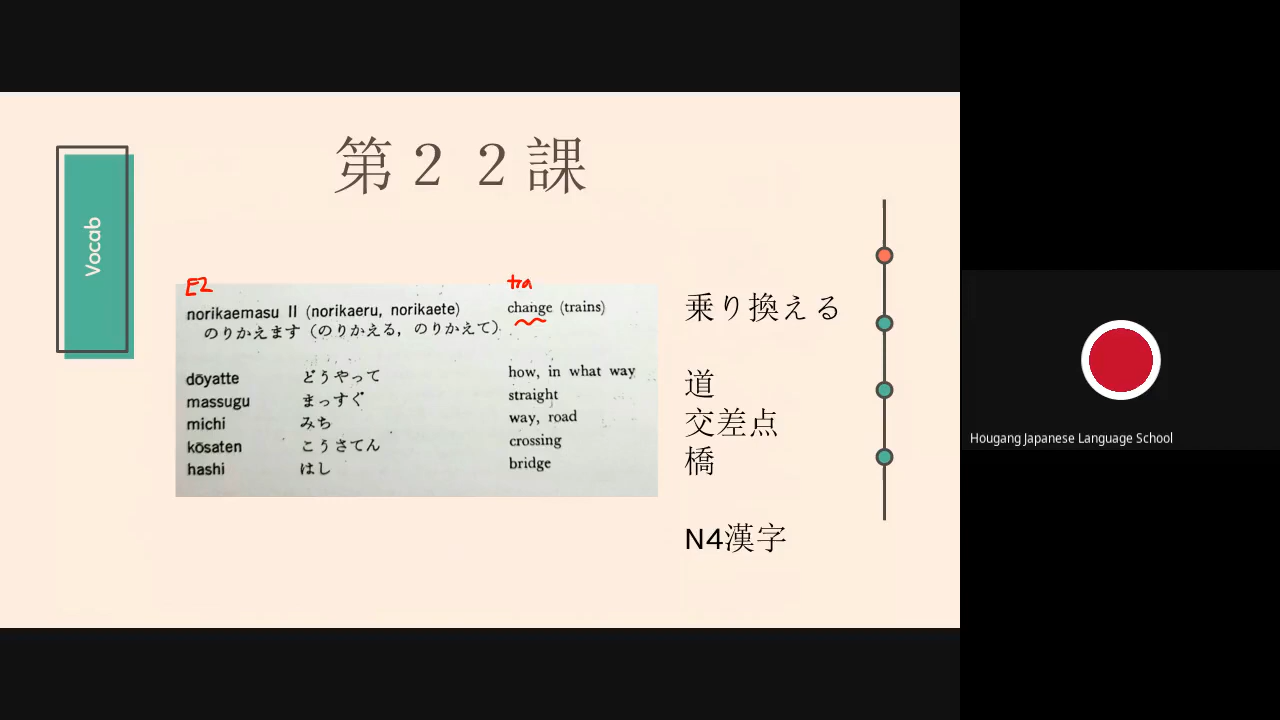 第２２課
Vocab
E2
tra
norikaemasu II (norikaeru, norikaete) change (trains)
のりかえます（のりかえる，のりかえて）
dōyatte どうやって how, in what way
massugu まっすぐ straight
michi みち way, road
kōsaten こうさてん crossing
hashi はし bridge
乗り換える
道
交差点
橋
N4漢字
Hougang Japanese Language School